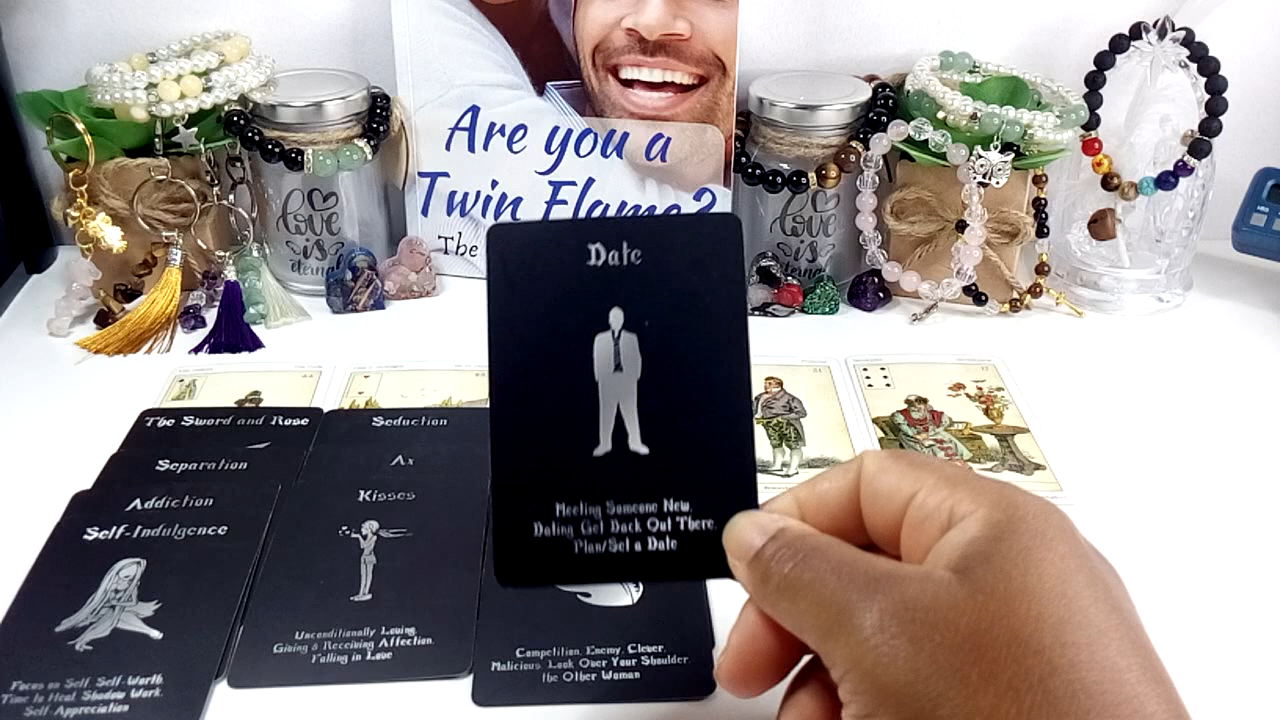 Are you a
Twin Flame?
The
love
is
eternal
love
is
eternal
Date
Meeting Someone New,
Dating, Get Back Out There,
Plan/Set a Date
The Sword and Rose
Separation
Addiction
Self-Indulgence
Focus on Self, Self-Worth,
Time to Heal, Shadow Work,
Self-Appreciation
Seduction
Ax
Kisses
Unconditionally Loving,
Giving & Receiving Affection,
Falling in Love
Competition, Enemy, Clever,
Malicious, Look Over Your Shoulder,
the Other Woman